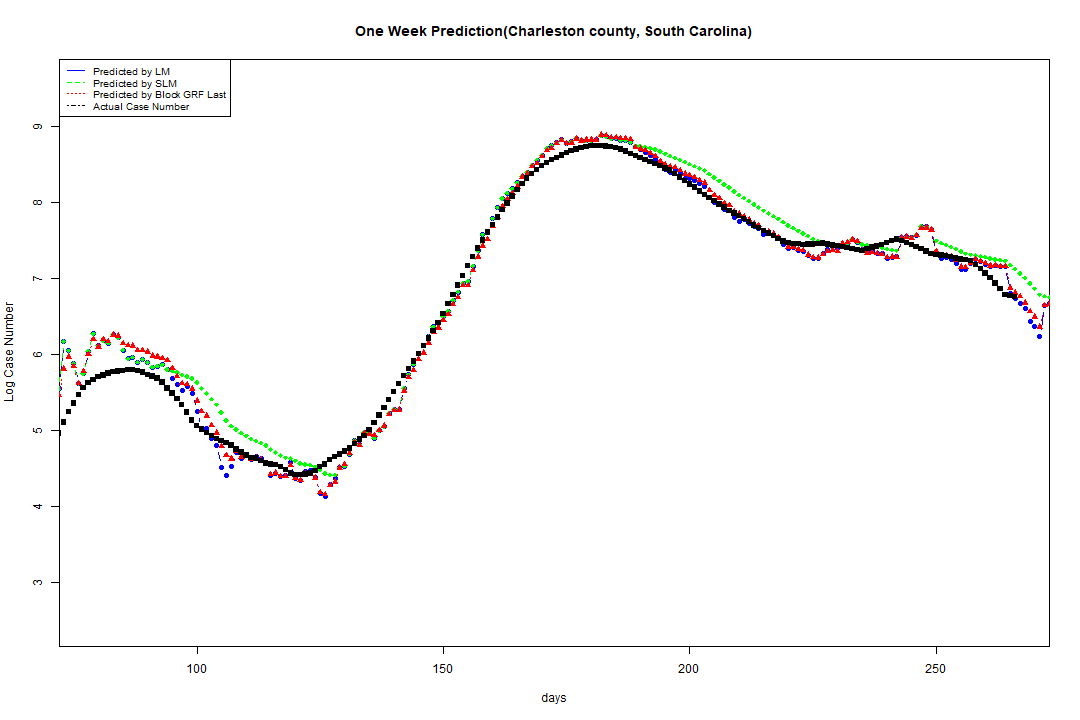 One Week Prediction(Charleston county, South Carolina)
Predicted by LM
Predicted by SLM
Predicted by Block GRF Last
Actual Case Number
9
8
7
6
5
4
3
Log Case Number
100 150 200 250
days